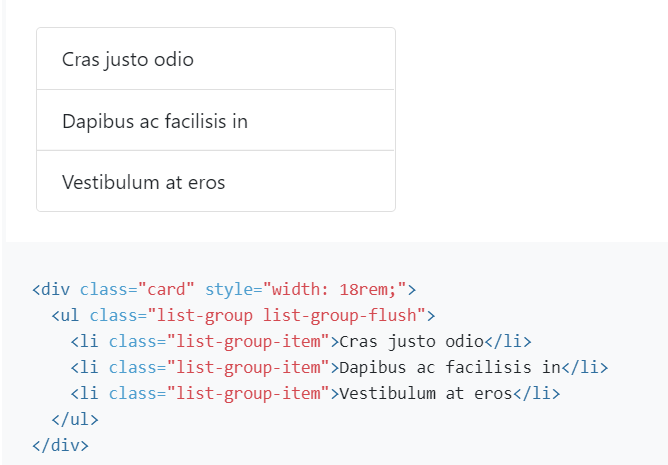 Cras justo odio
Dapibus ac facilisis in
Vestibulum at eros
<div class="card" style="width: 18rem;">
  <ul class="list-group list-group-flush">
    <li class="list-group-item">Cras justo odio</li>
    <li class="list-group-item">Dapibus ac facilisis in</li>
    <li class="list-group-item">Vestibulum at eros</li>
  </ul>
</div>